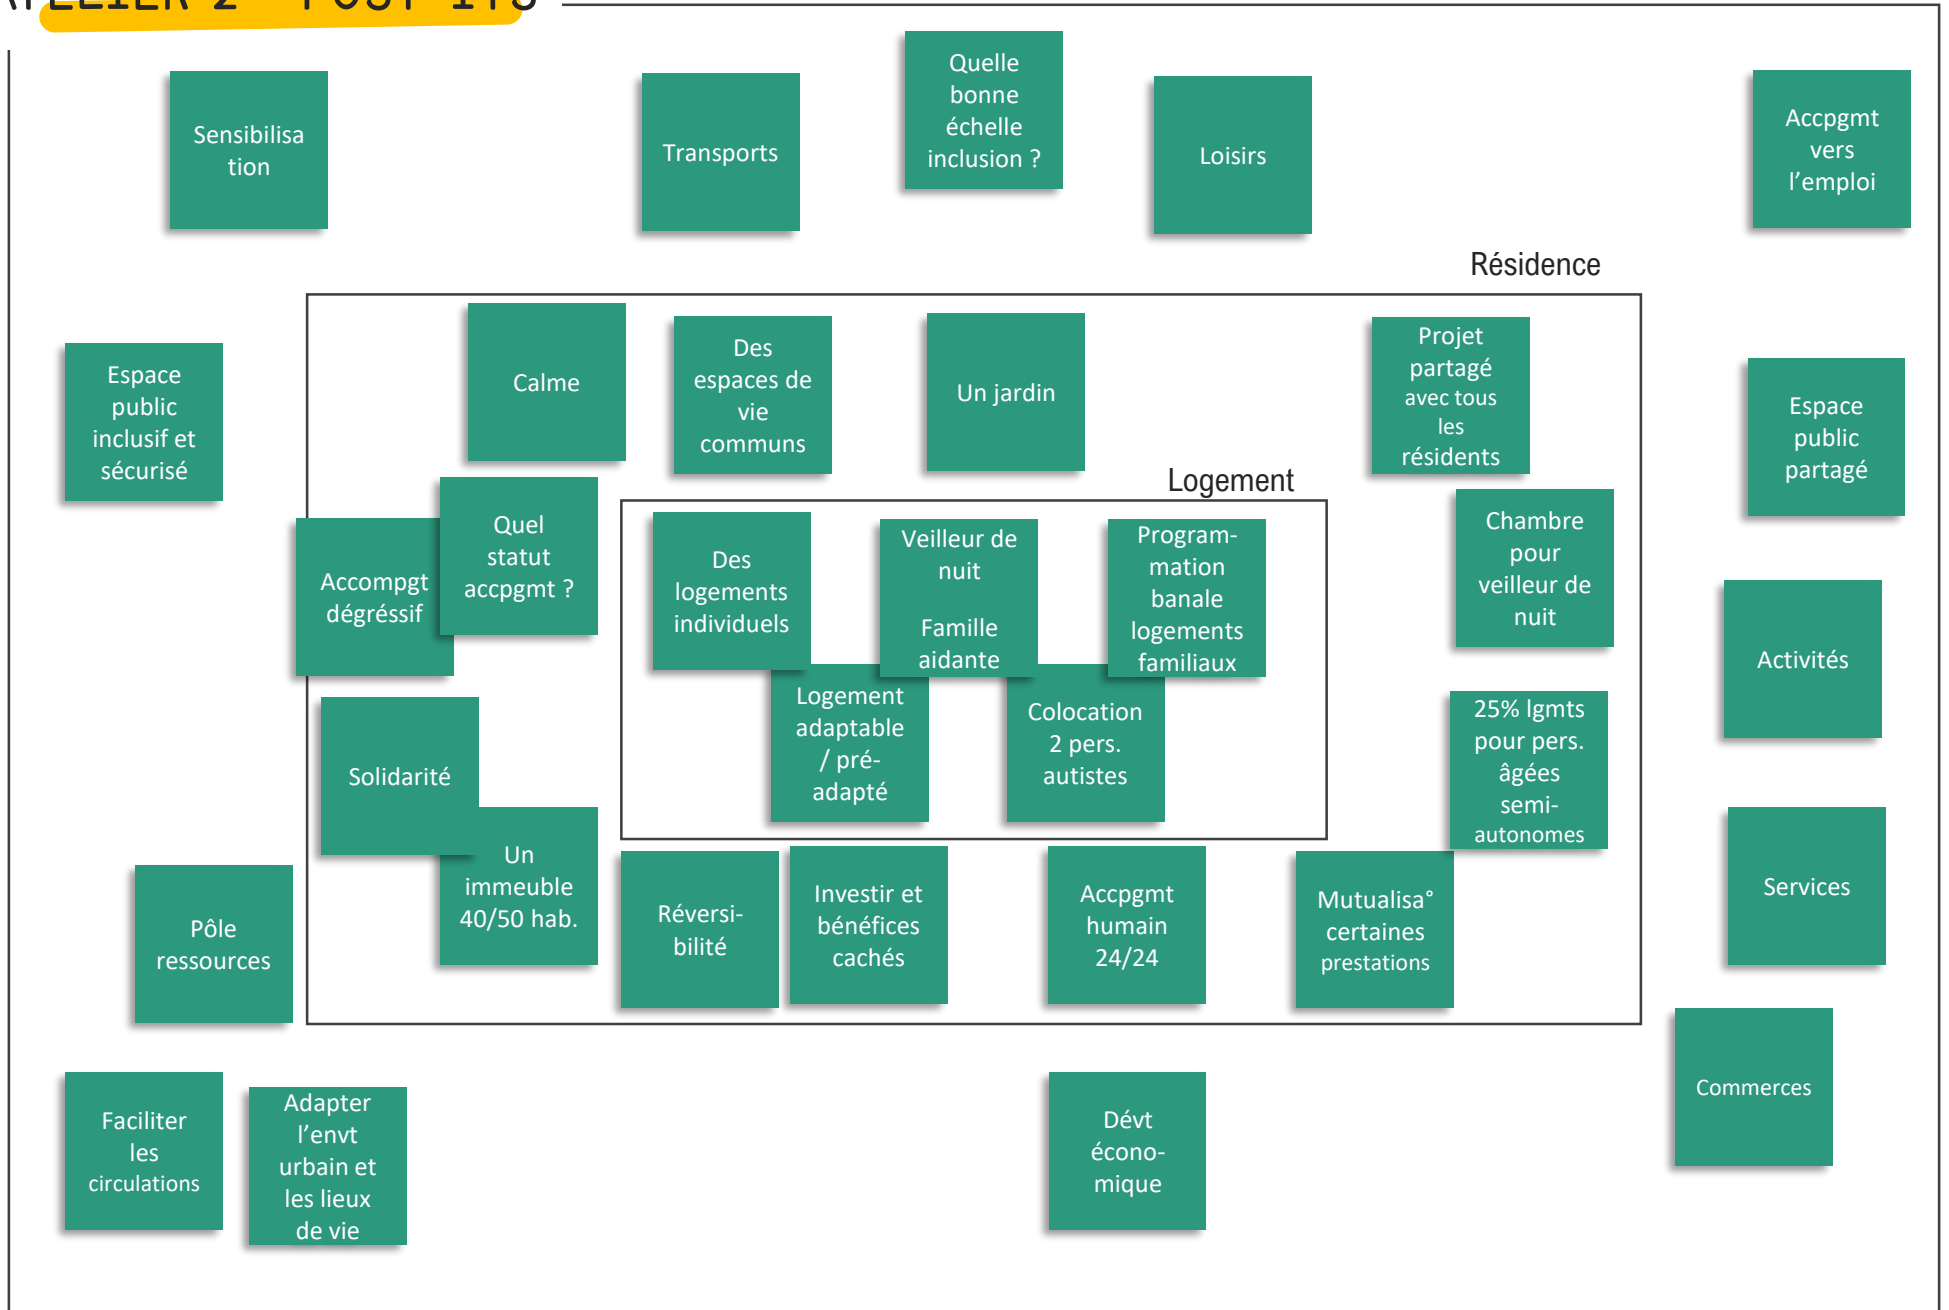 ATELIER 2 - POST-ITS
Sensibilisa
tion
Transports
Quelle
bonne
échelle
inclusion ?
Loisirs
Accpgmt
vers
l’emploi
Résidence
Espace
public
inclusif et
sécurisé
Calme
Des
espaces de
vie
communs
Un jardin
Projet
partagé
avec tous
les
résidents
Espace
public
partagé
Logement
Accompgt
dégréssif
Quel
statut
accpgmt ?
Des
logements
individuels
Veilleur de
nuit
Famille
aidante
Program-
mation
banale
logements
familiaux
Chambre
pour
veilleur de
nuit
Activités
Logement
adaptable
/ pré-
adapté
Colocation
2 pers.
autistes
25% lgmts
pour pers.
âgées
semi-
autonomes
Solidarité
Un
immeuble
40/50 hab.
Réversi-
bilité
Investir et
bénéfices
cachés
Accpgmt
humain
24/24
Mutualisa°
certaines
prestations
Services
Pôle
ressources
Commerces
Faciliter
les
circulations
Adapter
l’envt
urbain et
les lieux
de vie
Dévt
écono-
mique